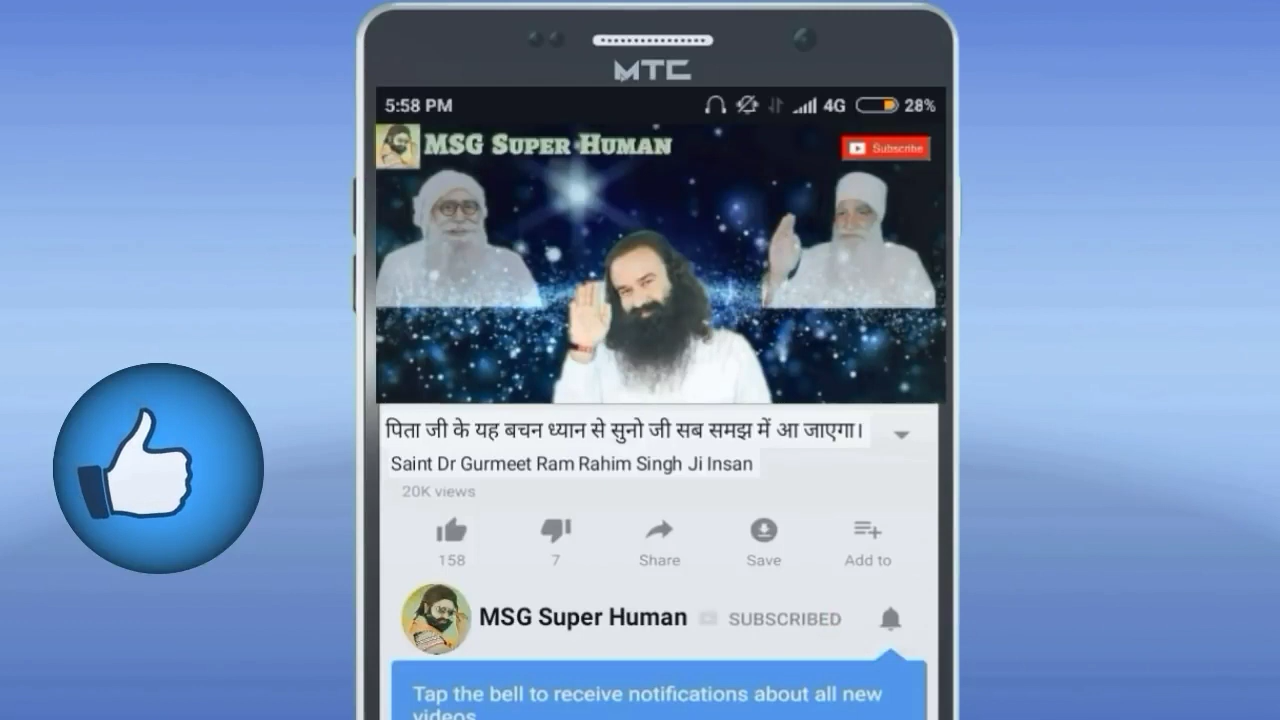 MTC
5:58 PM 4G 28%
MSG SUPER HUMAN Subscribe
पिता जी के यह बचन ध्यान से सुनो जी सब समझ में आ जाएगा।
Saint Dr Gurmeet Ram Rahim Singh Ji Insan
20K views
158 7 Share Save Add to
MSG Super Human SUBSCRIBED
Tap the bell to receive notifications about all new
videos